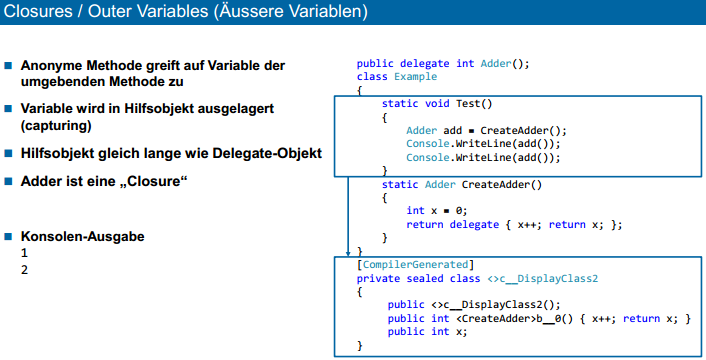 Closures / Outer Variables (Äussere Variablen)
Anonyme Methode greift auf Variable der
umgebenden Methode zu
Variable wird in Hilfsobjekt ausgelagert
(capturing)
Hilfsobjekt gleich lange wie Delegate-Objekt
Adder ist eine „Closure“
Konsolen-Ausgabe
1
2
public delegate int Adder();
class Example
{
static void Test()
{
Adder add = CreateAdder();
Console.WriteLine(add());
Console.WriteLine(add());
}
static Adder CreateAdder()
{
int x = 0;
return delegate { x++; return x; };
}
}
[CompilerGenerated]
private sealed class <>c__DisplayClass2
{
public <>c__DisplayClass2();
public int <CreateAdder>b__0() { x++; return x; }
public int x;
}